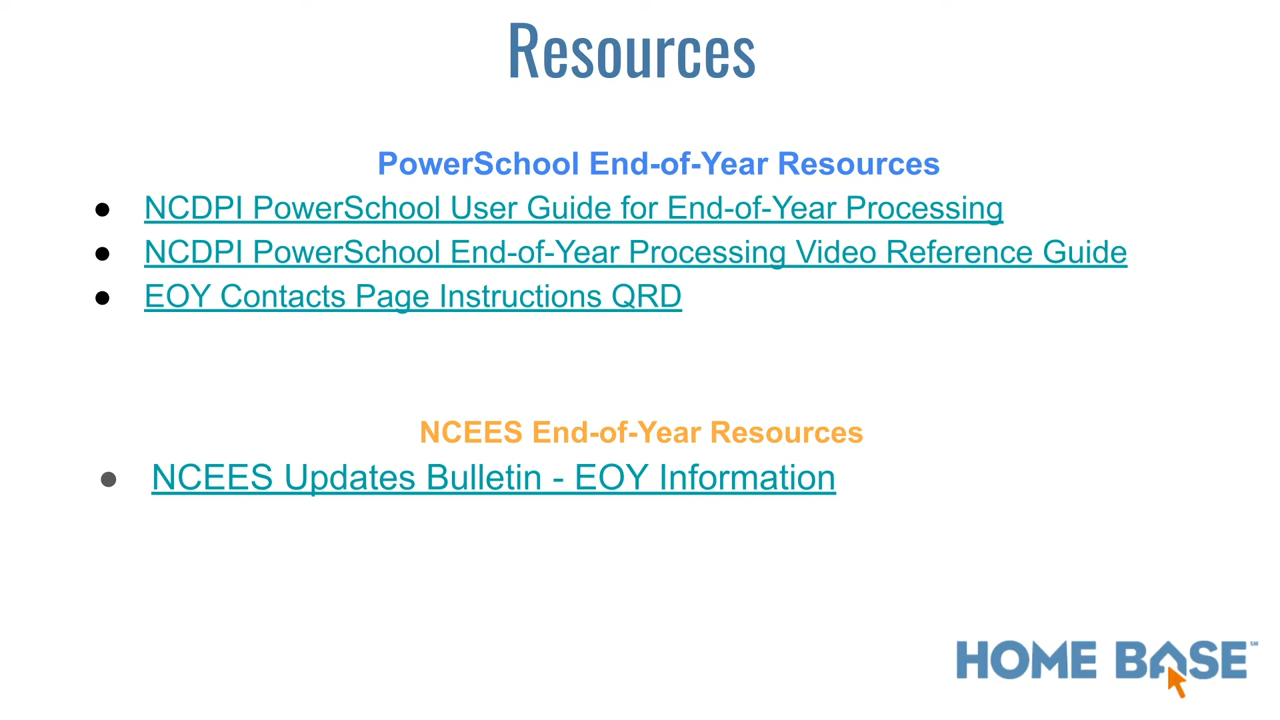 Resources
PowerSchool End-of-Year Resources
● NCDPI PowerSchool User Guide for End-of-Year Processing
● NCDPI PowerSchool End-of-Year Processing Video Reference Guide
● EOY Contacts Page Instructions QRD
NCEES End-of-Year Resources
● NCEES Updates Bulletin - EOY Information
HOME BASE℠